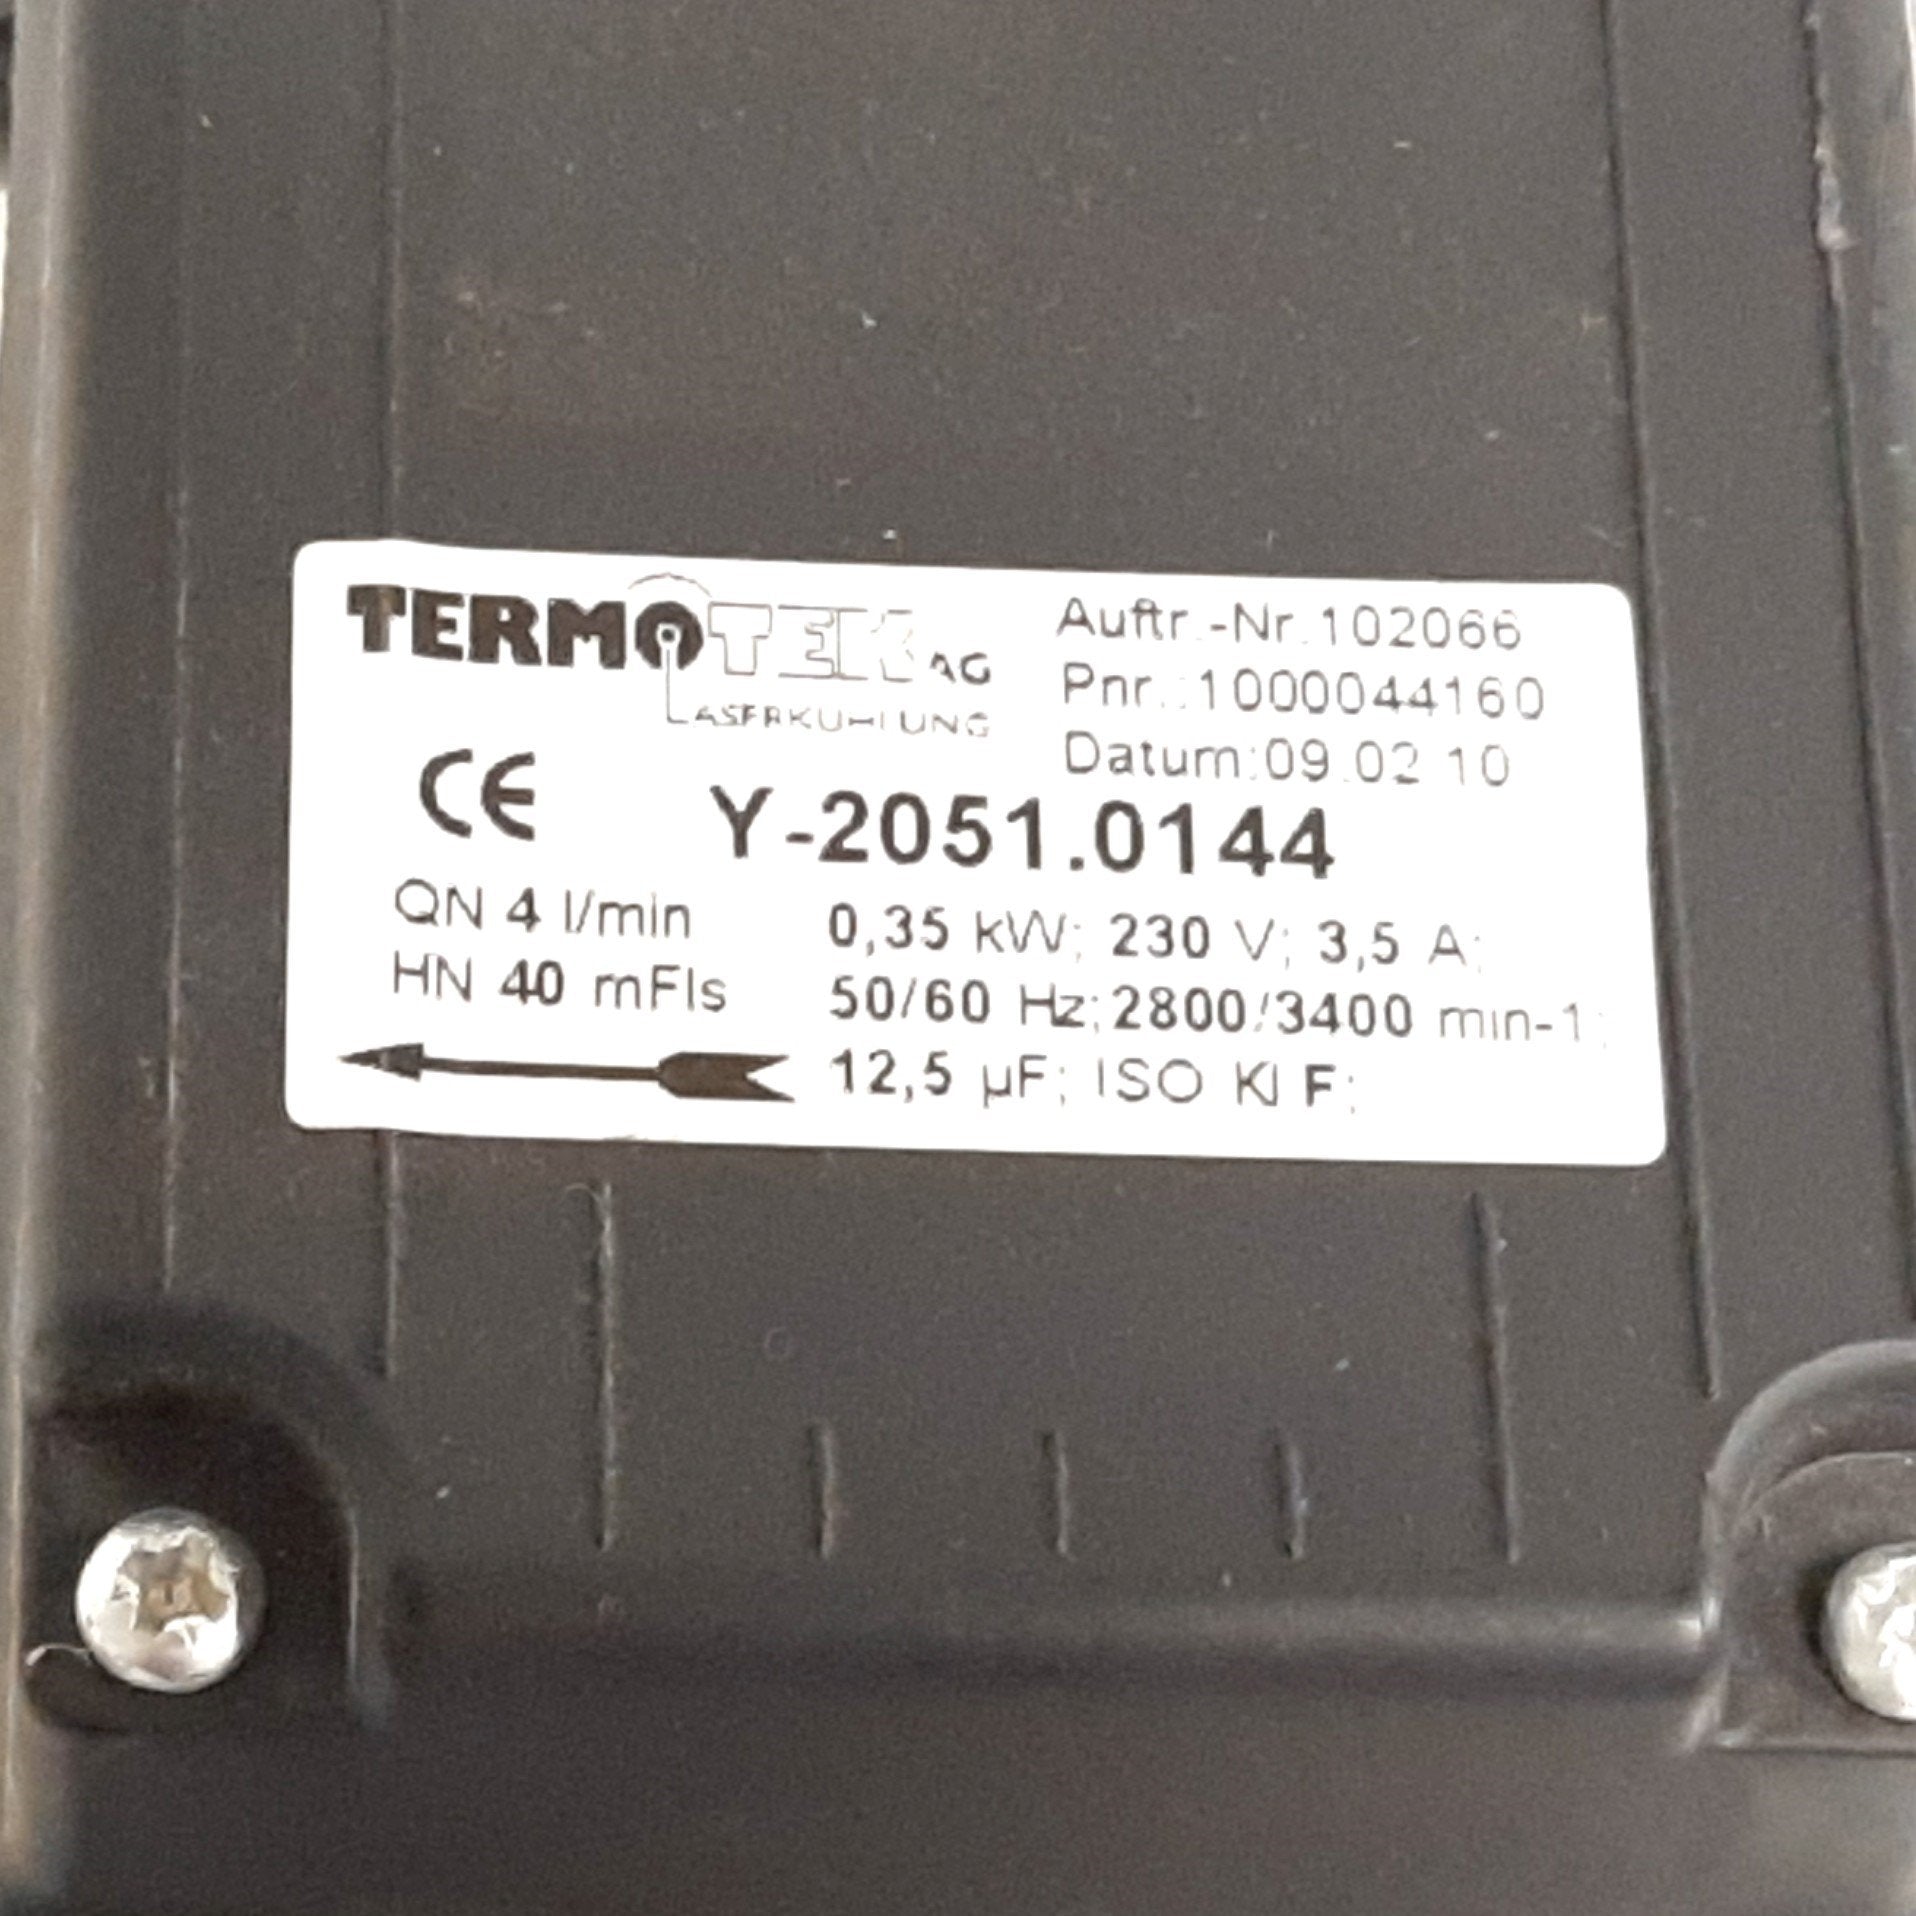 TERMOTEK AG
LASERKÜHLUNG
Auftr.-Nr.102066
Pnr.:1000044160
Datum:09.02.10
CE
Y-2051.0144
QN 4 l/min
HN 40 mFls
0,35 kW; 230 V; 3,5 A;
50/60 Hz;2800/3400 min-1;
12,5 µF; ISO Kl F;